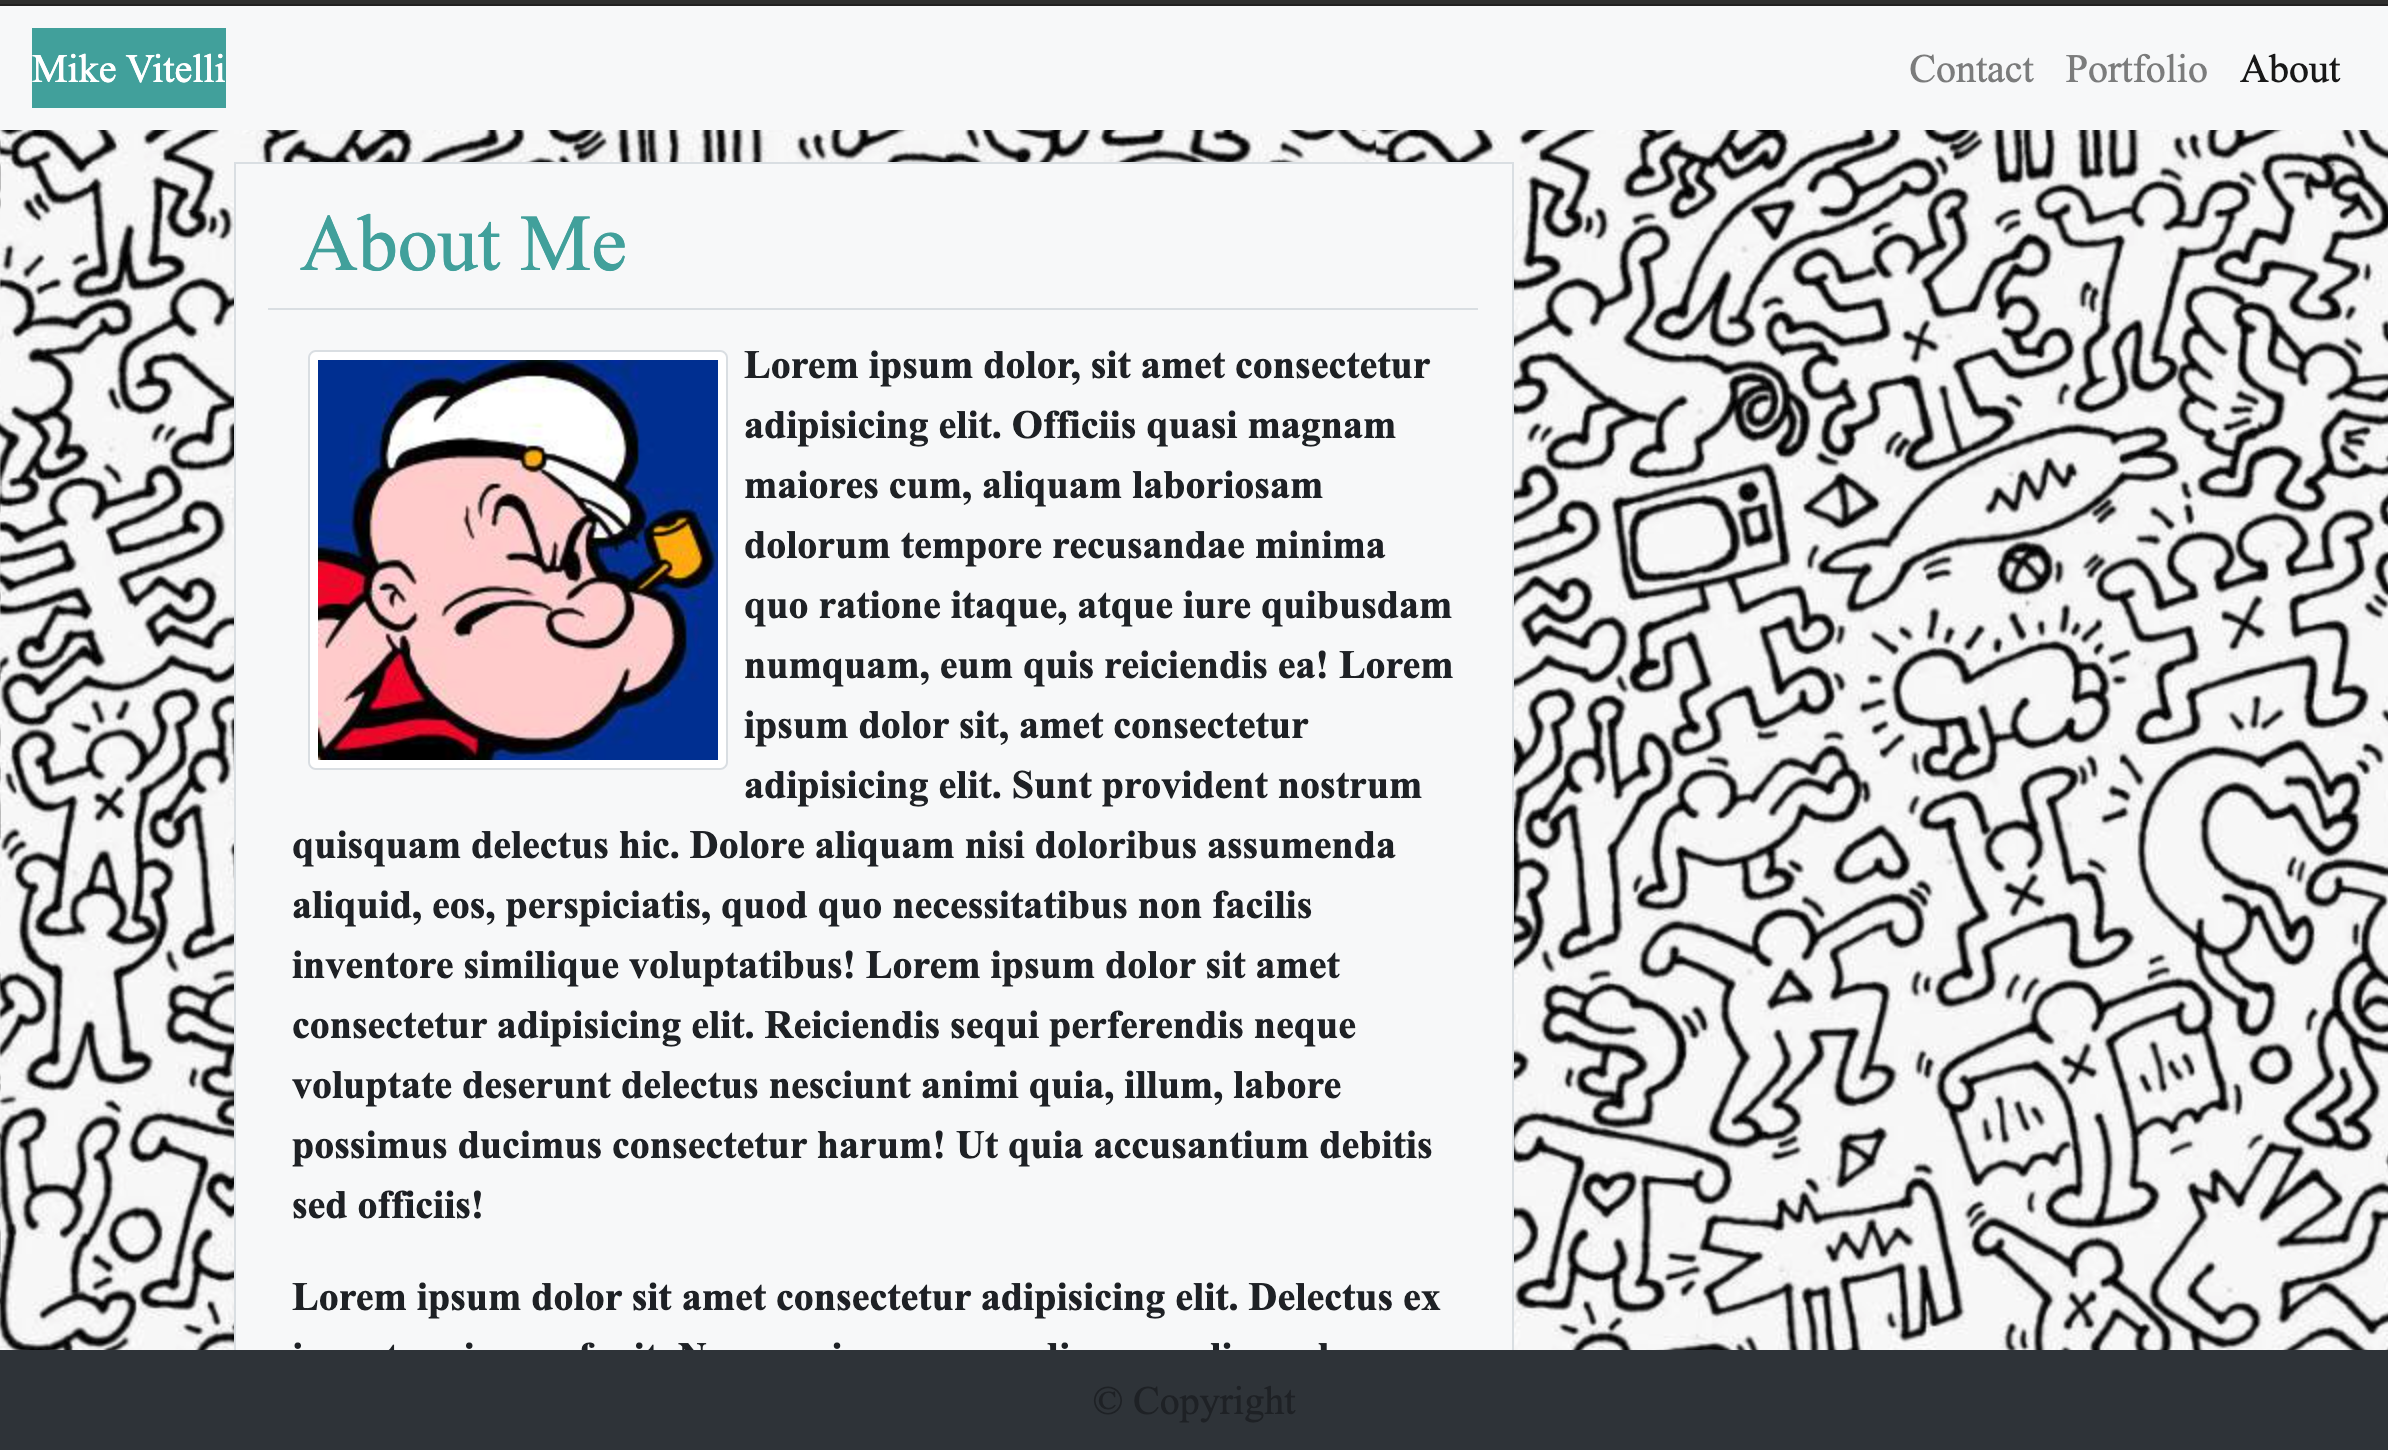 Mike Vitelli
Contact Portfolio About
About Me
Lorem ipsum dolor, sit amet consectetur
adipisicing elit. Officiis quasi magnam
maiores cum, aliquam laboriosam
dolorum tempore recusandae minima
quo ratione itaque, atque iure quibusdam
numquam, eum quis reiciendis ea! Lorem
ipsum dolor sit, amet consectetur
adipisicing elit. Sunt provident nostrum
quisquam delectus hic. Dolore aliquam nisi doloribus assumenda
aliquid, eos, perspiciatis, quod quo necessitatibus non facilis
inventore similique voluptatibus! Lorem ipsum dolor sit amet
consectetur adipisicing elit. Reiciendis sequi perferendis neque
voluptate deserunt delectus nesciunt animi quia, illum, labore
possimus ducimus consectetur harum! Ut quia accusantium debitis
sed officiis!
Lorem ipsum dolor sit amet consectetur adipisicing elit. Delectus ex
© Copyright